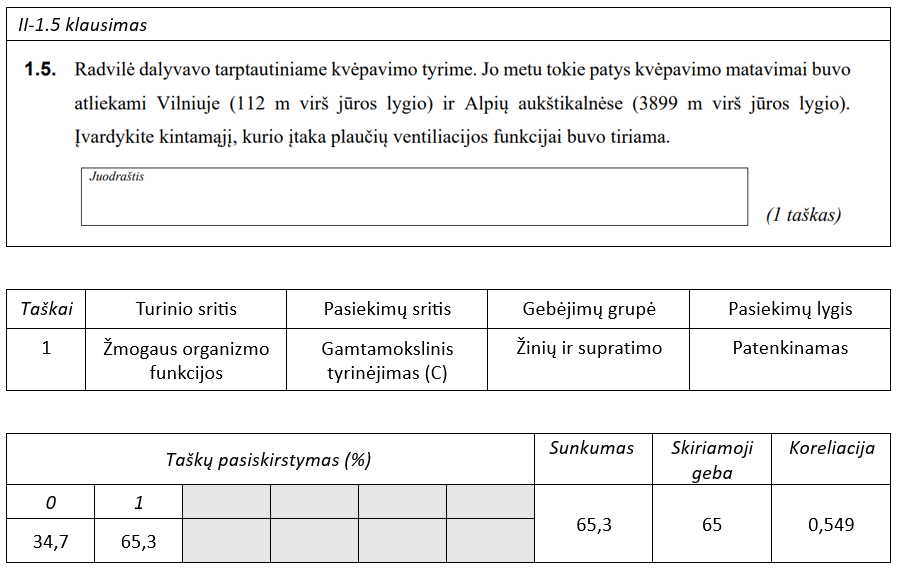 II-1.5 klausimas
1.5. Radvilė dalyvavo tarptautiniame kvėpavimo tyrime. Jo metu tokie patys kvėpavimo matavimai buvo
atliekami Vilniuje (112 m virš jūros lygio) ir Alpių aukštikalnėse (3899 m virš jūros lygio).
Įvardykite kintamąjį, kurio įtaka plaučių ventiliacijos funkcijai buvo tiriama.
Juodraštis
(1 taškas)
Taškai Turinio sritis Pasiekimų sritis Gebėjimų grupė Pasiekimų lygis
1 Žmogaus organizmo Gamtamokslinis Žinių ir supratimo Patenkinamas
funkcijos tyrinėjimas (C)
Taškų pasiskirstymas (%) Sunkumas Skiriamoji Koreliacija
geba
0 1
34,7 65,3 65,3 65 0,549